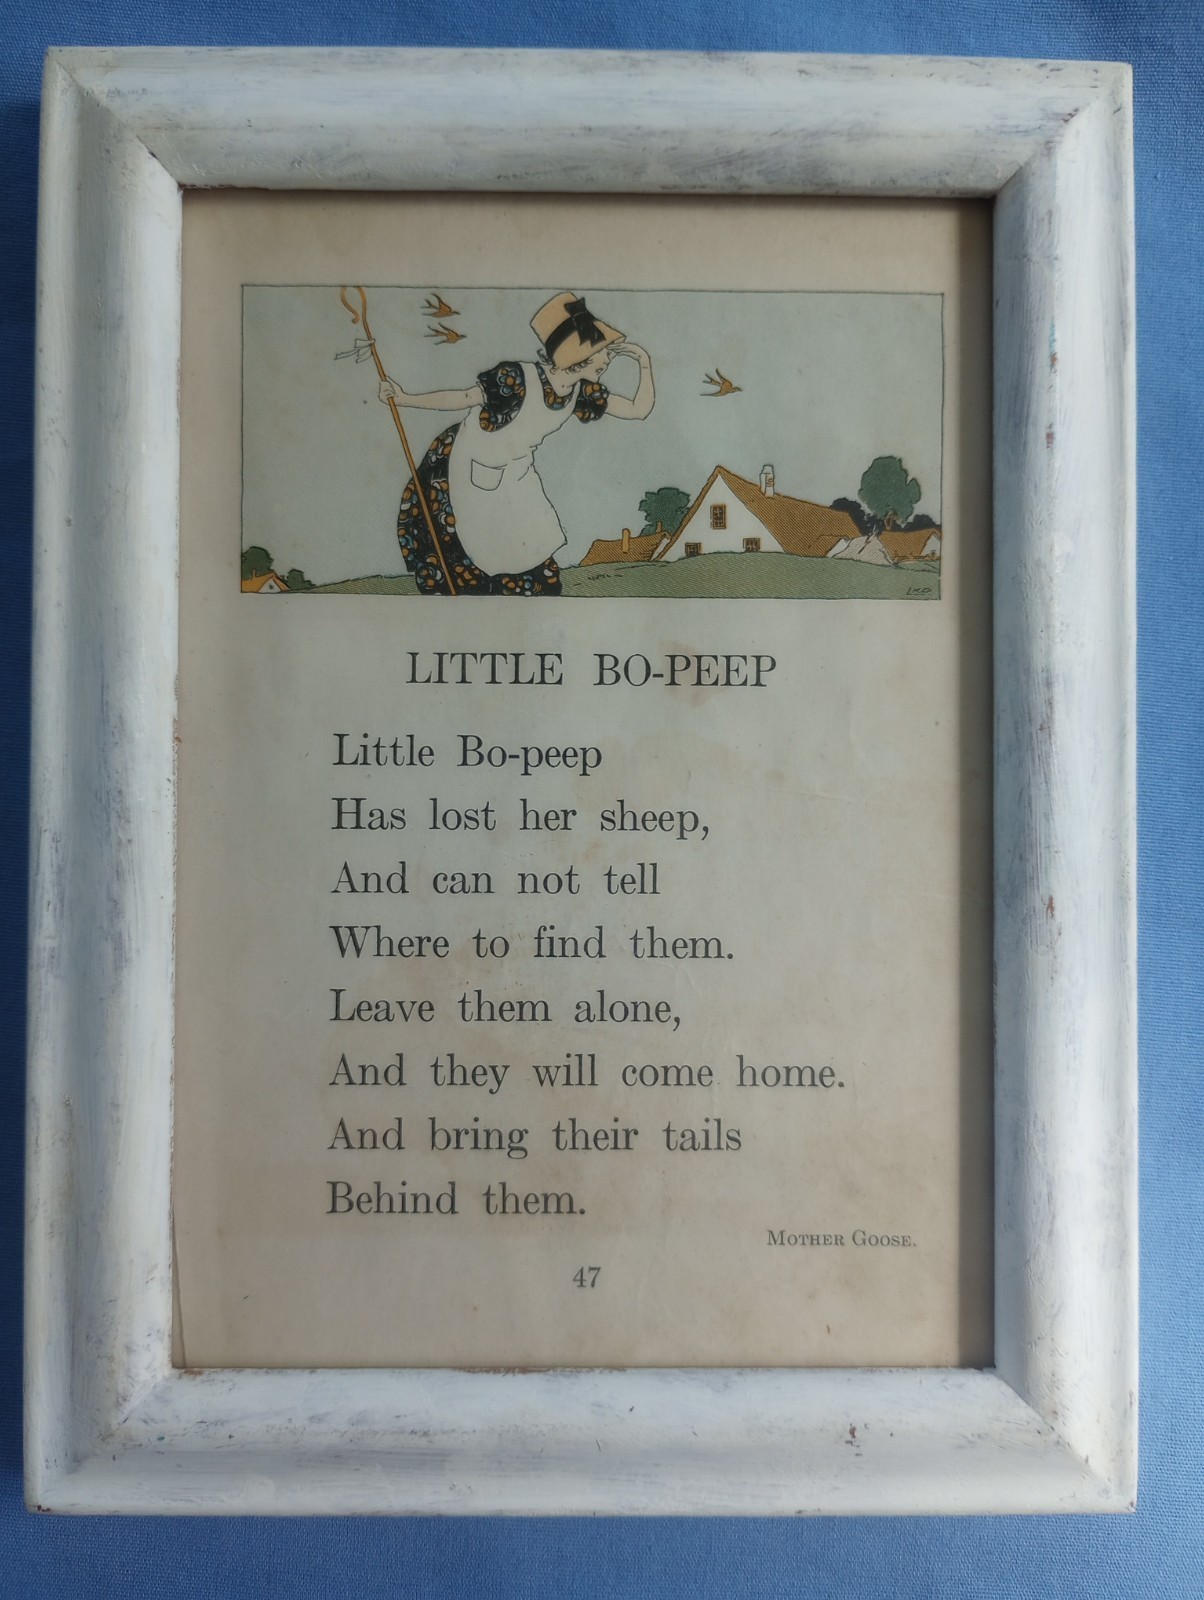 LITTLE BO-PEEP
Little Bo-peep
Has lost her sheep,
And can not tell
Where to find them.
Leave them alone,
And they will come home.
And bring their tails
Behind them.
MOTHER GOOSE.
47